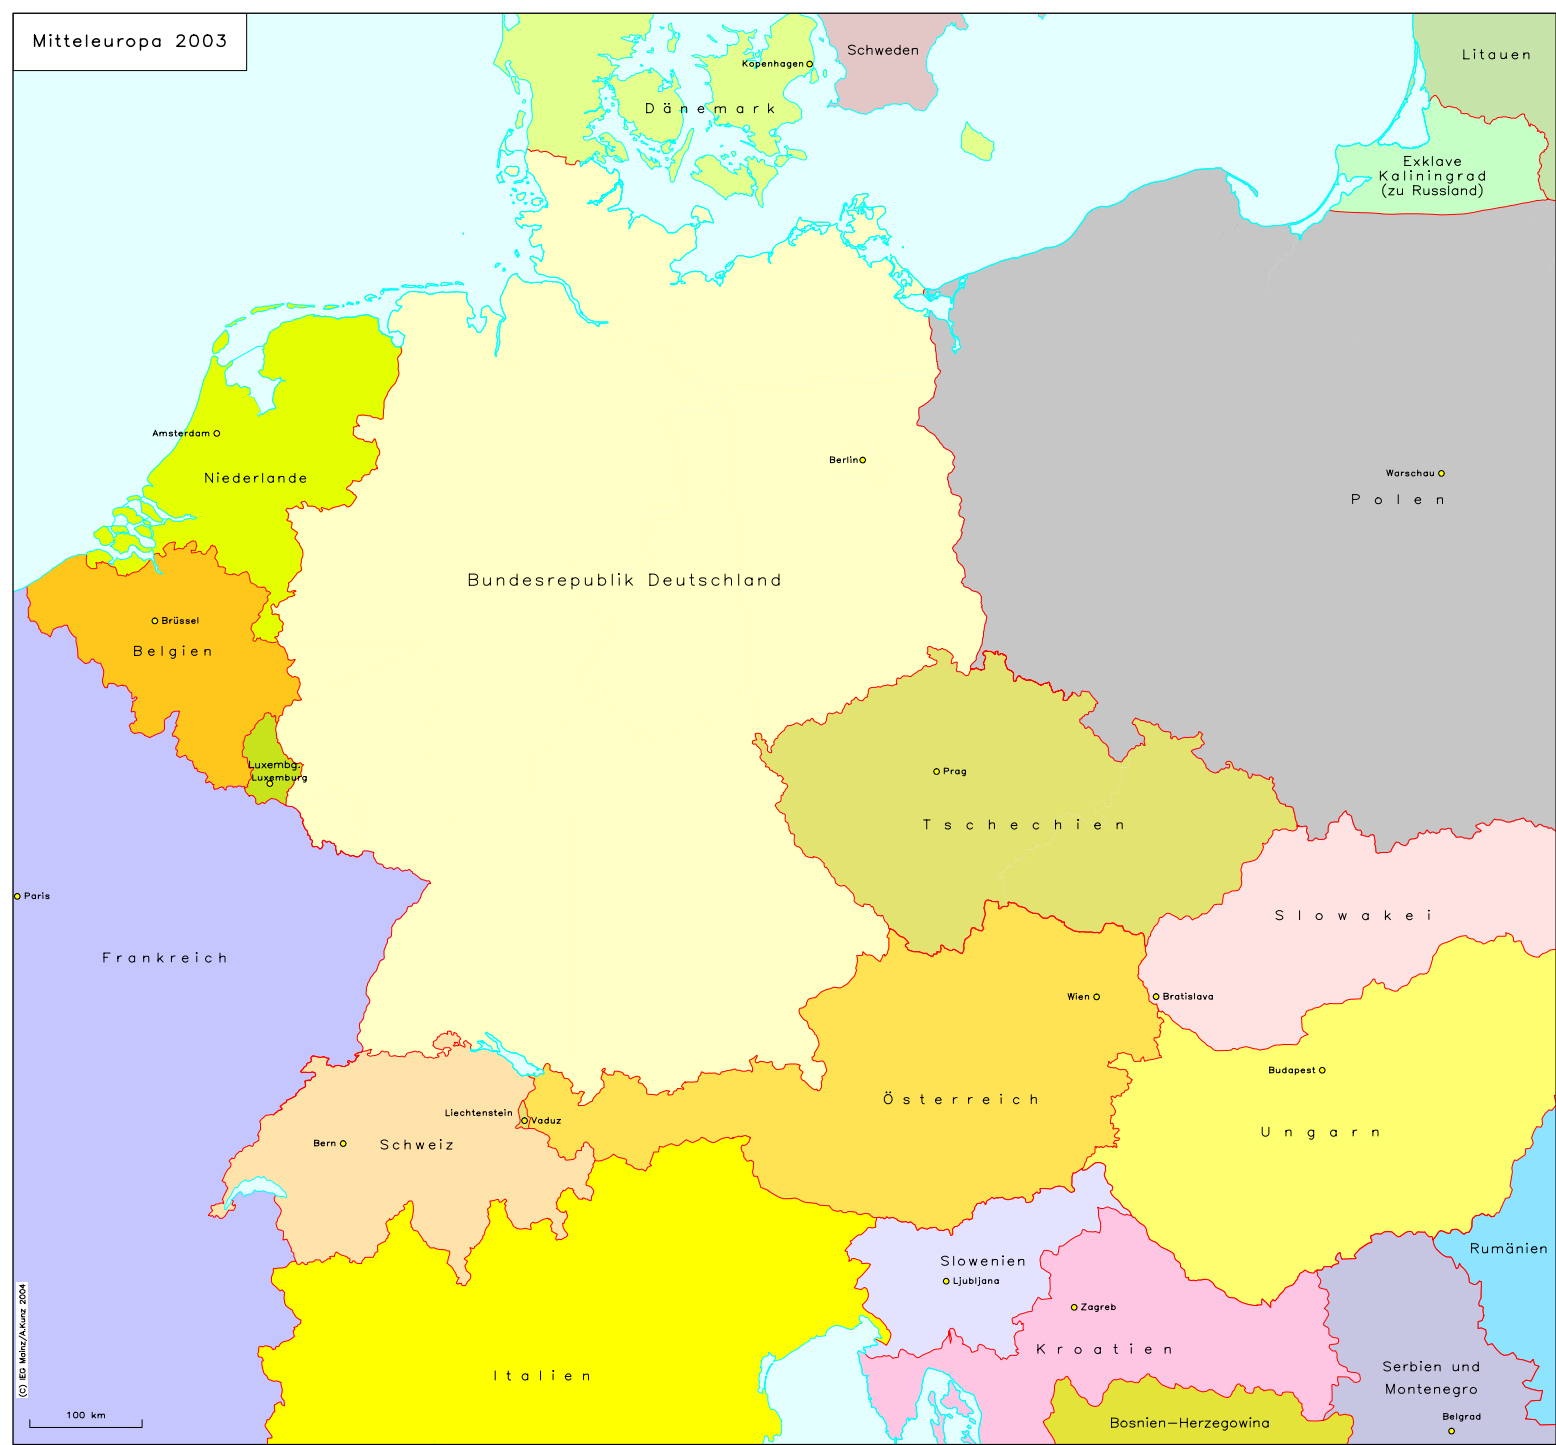 Mitteleuropa 2003
Schweden
Litauen
Kopenhagen
Dänemark
Exklave
Kaliningrad
(zu Russland)
Amsterdam
Niederlande
Berlin
Warschau
Polen
Bundesrepublik Deutschland
Brüssel
Belgien
Luxembg.
Luxemburg
Prag
Tschechien
Paris
Frankreich
Slowakei
Wien
Bratislava
Budapest
Österreich
Liechtenstein
Vaduz
Bern
Schweiz
Ungarn
Slowenien
Ljubljana
Rumänien
Zagreb
Kroatien
Italien
Serbien und
Montenegro
Belgrad
Bosnien-Herzegowina
(C) IEG Mainz/A.Kunz 2004
100 km